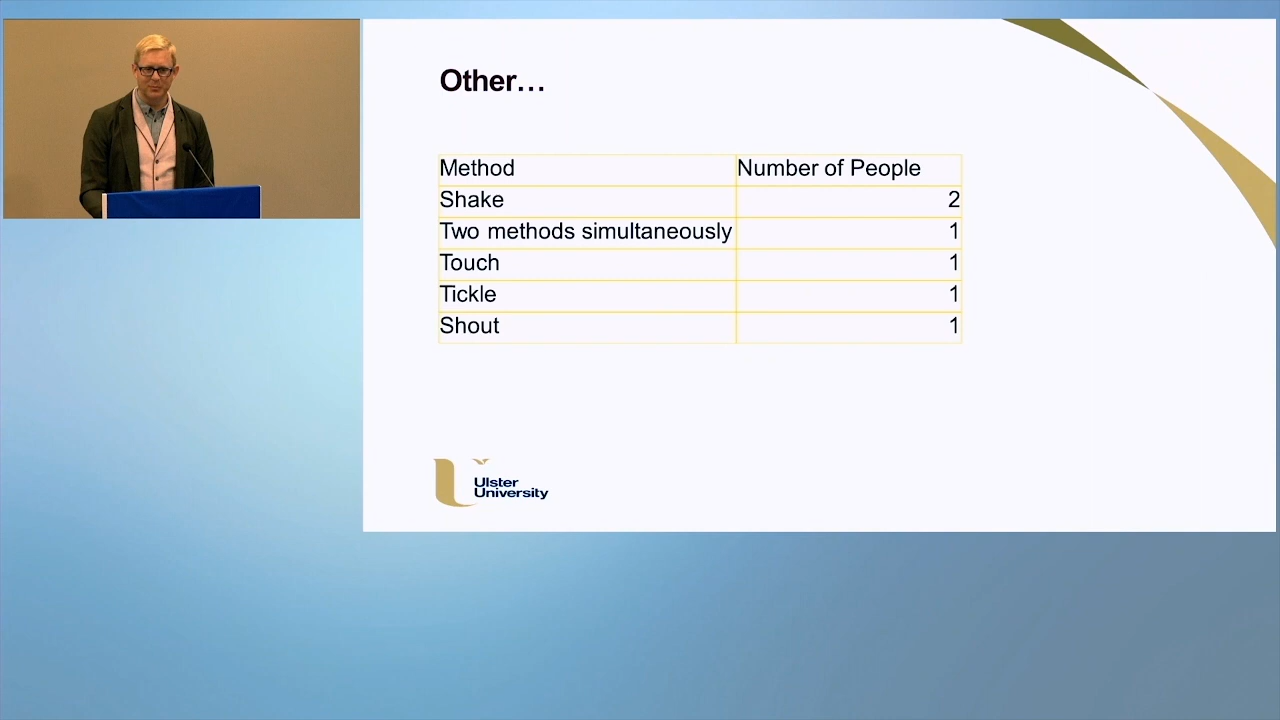 Other…
Method Number of People
Shake 2
Two methods simultaneously 1
Touch 1
Tickle 1
Shout 1
Ulster
University